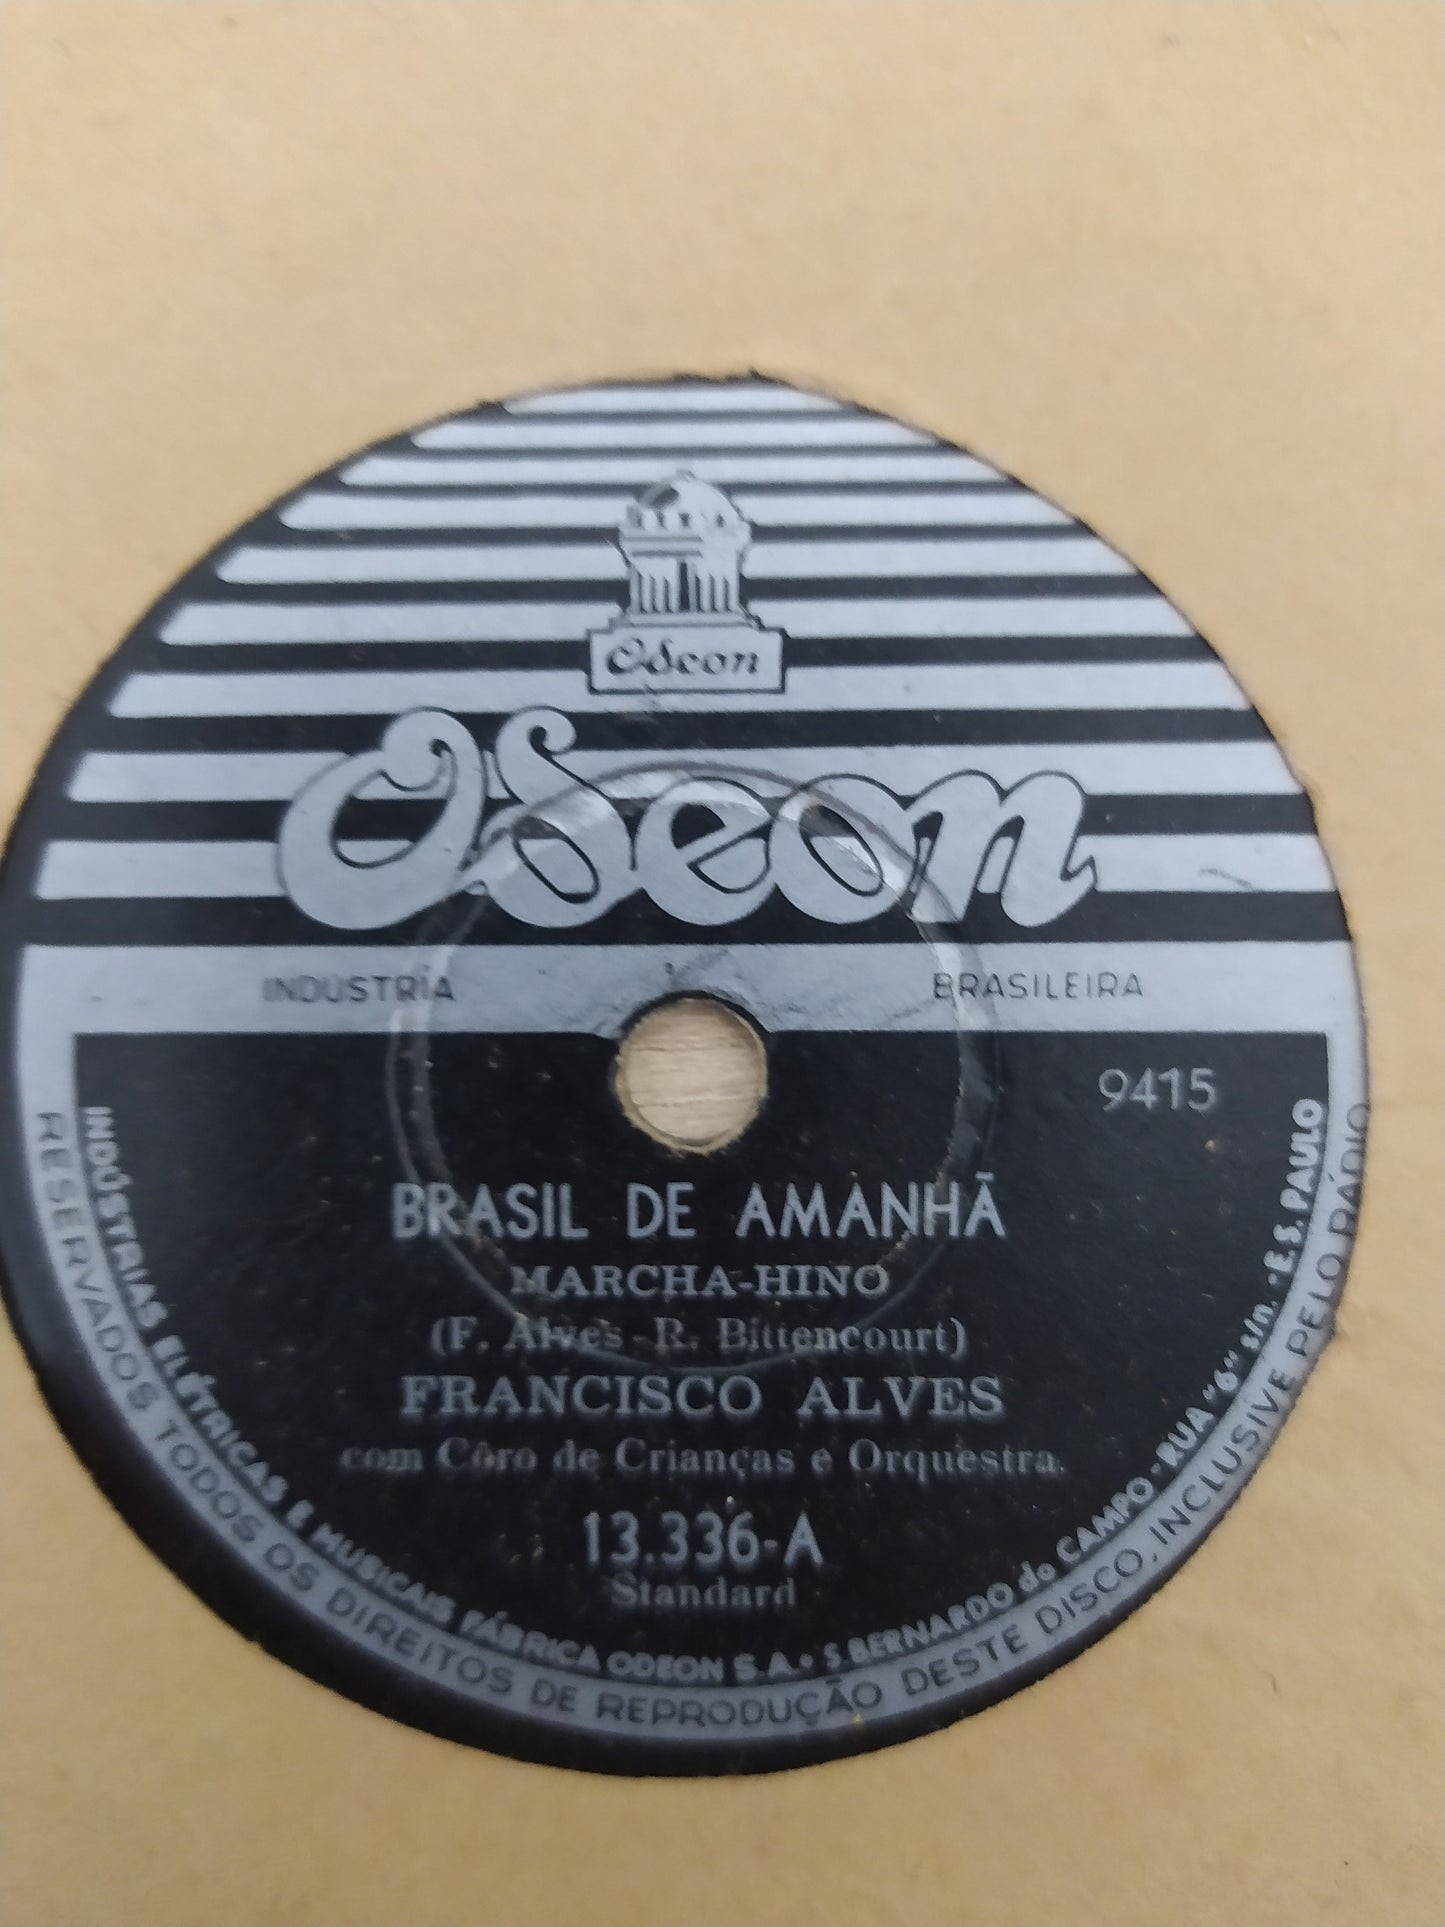 Odeon
Odeon
INDÚSTRIA BRASILEIRA
9415
BRASIL DE AMANHÃ
MARCHA-HINO
(F. Alves - R. Bittencourt)
FRANCISCO ALVES
com Côro de Crianças e Orquestra.
13.336-A
Standard
INDÚSTRIAS ELÉTRICAS E MUSICAIS FÁBRICA ODEON S.A. • S. BERNARDO do CAMPO - RUA "6" s/n. • E. S. PAULO
RESERVADOS TODOS OS DIREITOS DE REPRODUÇÃO DESTE DISCO, INCLUSIVE PELO RÁDIO